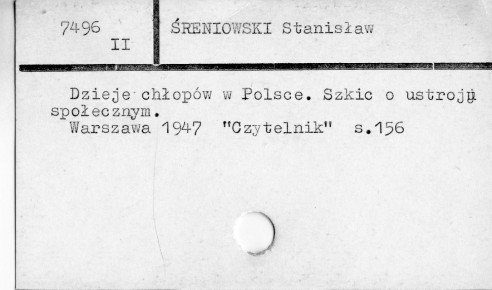 7496
II
ŚRENIOWSKI Stanisław
Dzieje chłopów w Polsce. Szkic o ustroju
społecznym.
Warszawa 1947 "Czytelnik" s.156